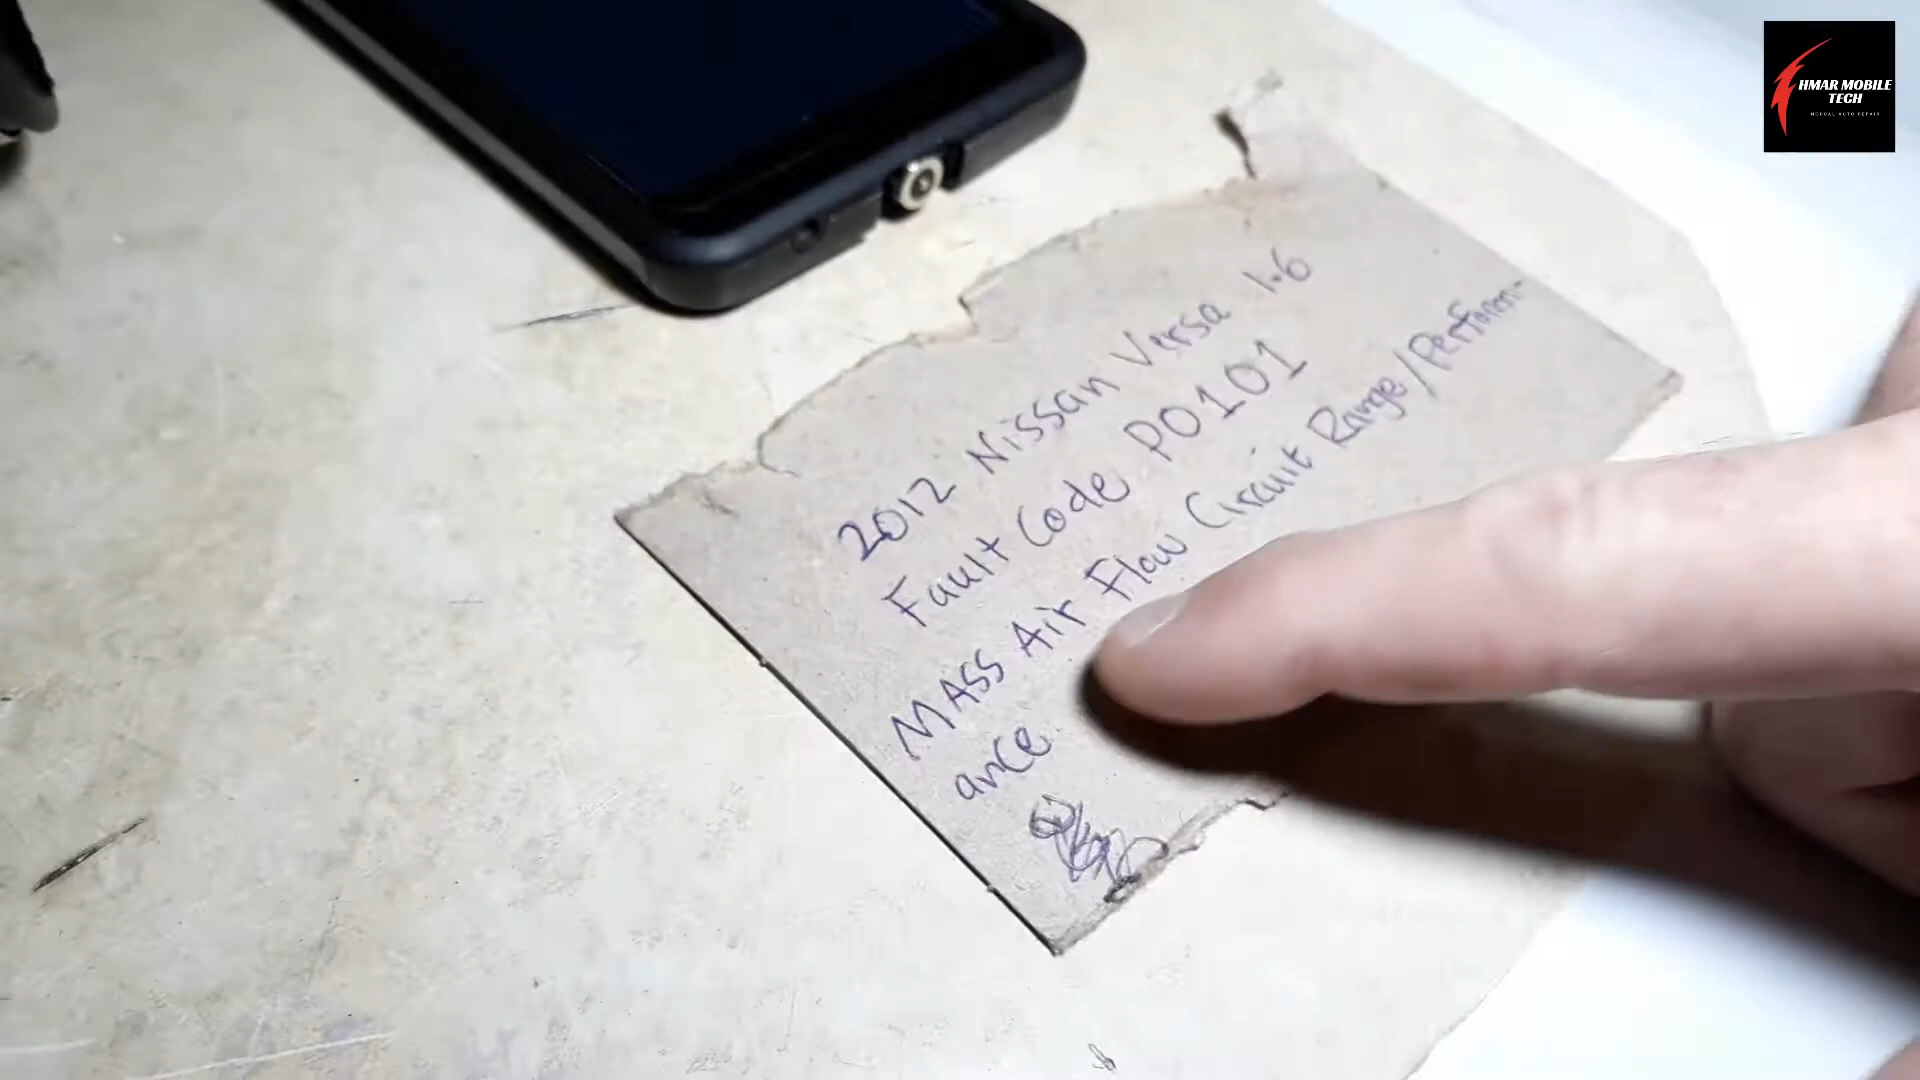 HMAR MOBILE
TECH
2012 Nissan Versa 1.6
Fault Code P0101
MAss Air Flow Circuit Range/Perform-
ance